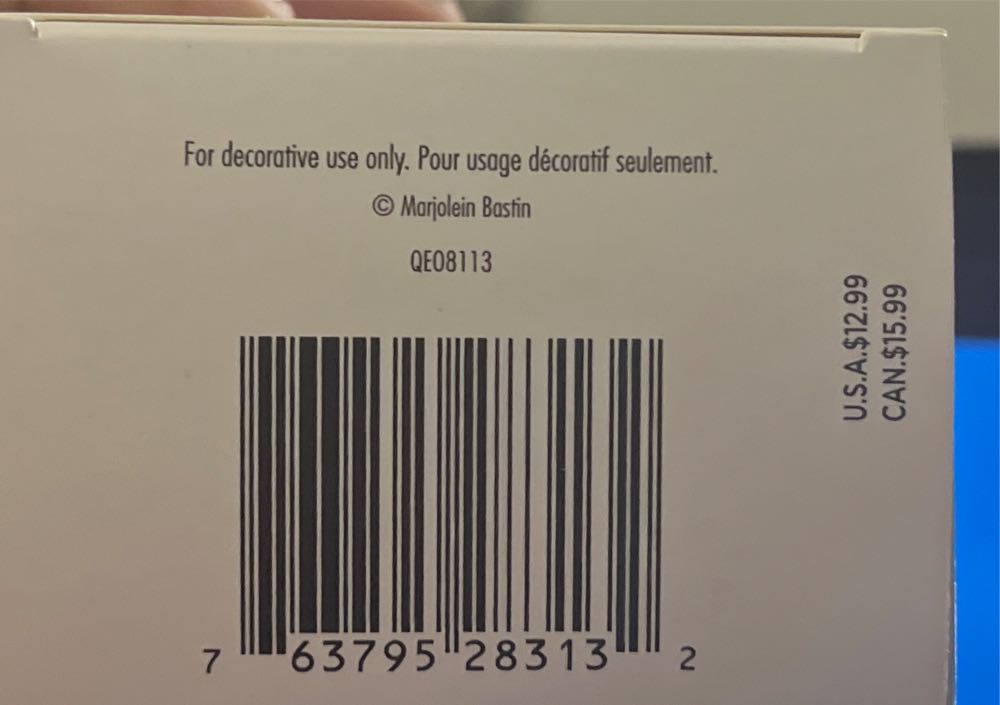 For decorative use only. Pour usage décoratif seulement.
© Marjolein Bastin
QEO8113
U.S.A.$12.99
CAN.$15.99
7 63795 28313 2